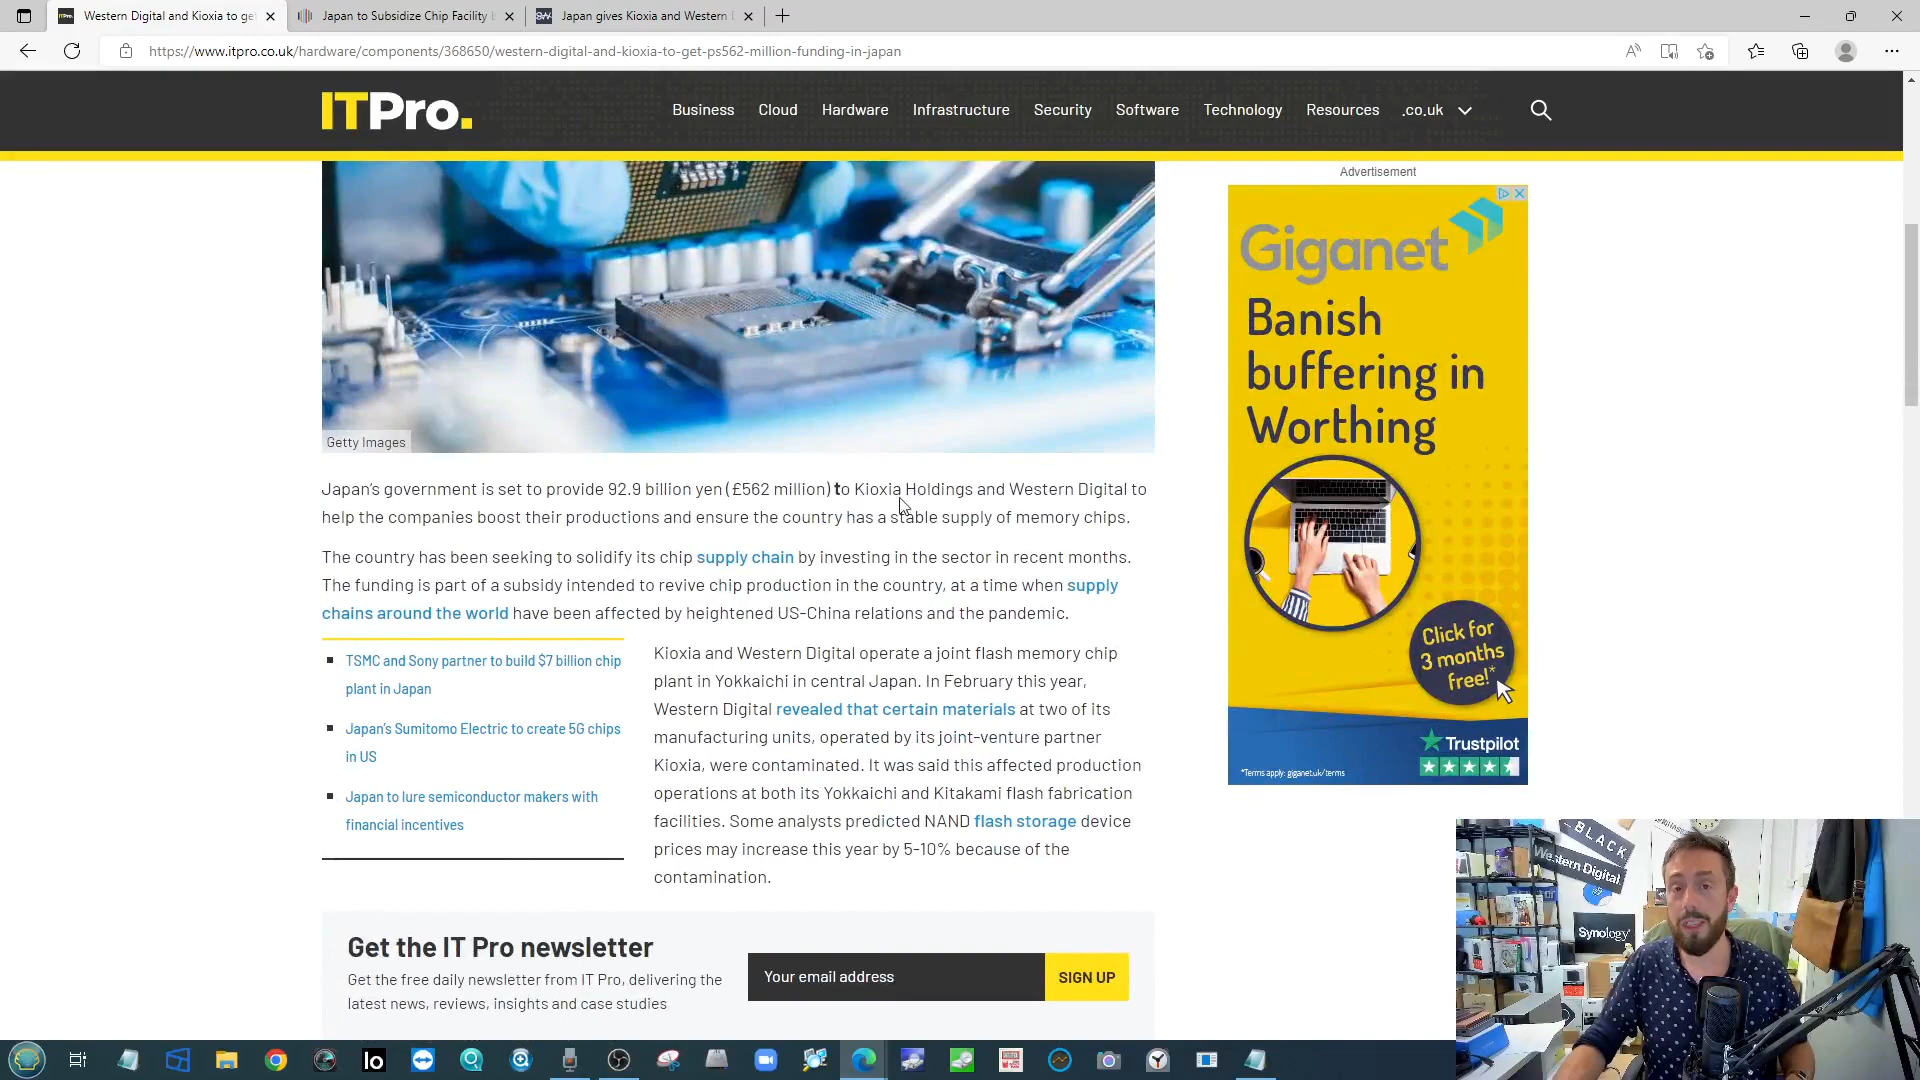 Western Digital and Kioxia to ge
Japan to Subsidize Chip Facility b
Japan gives Kioxia and Western D
https://www.itpro.co.uk/hardware/components/368650/western-digital-and-kioxia-to-get-ps562-million-funding-in-japan
ITPro.
Business Cloud Hardware Infrastructure Security Software Technology Resources .co.uk
Getty Images
Japan's government is set to provide 92.9 billion yen (£562 million) to Kioxia Holdings and Western Digital to
help the companies boost their productions and ensure the country has a stable supply of memory chips.
The country has been seeking to solidify its chip supply chain by investing in the sector in recent months.
The funding is part of a subsidy intended to revive chip production in the country, at a time when supply
chains around the world have been affected by heightened US-China relations and the pandemic.
TSMC and Sony partner to build $7 billion chip
plant in Japan
Japan's Sumitomo Electric to create 5G chips
in US
Japan to lure semiconductor makers with
financial incentives
Kioxia and Western Digital operate a joint flash memory chip
plant in Yokkaichi in central Japan. In February this year,
Western Digital revealed that certain materials at two of its
manufacturing units, operated by its joint-venture partner
Kioxia, were contaminated. It was said this affected production
operations at both its Yokkaichi and Kitakami flash fabrication
facilities. Some analysts predicted NAND flash storage device
prices may increase this year by 5-10% because of the
contamination.
Get the IT Pro newsletter
Get the free daily newsletter from IT Pro, delivering the
latest news, reviews, insights and case studies
Your email address
SIGN UP
Advertisement
Giganet
Banish
buffering in
Worthing
Click for
3 months
free!*
Trustpilot
*Terms apply: giganet.uk/terms
BLACK
Western Digital.
Synology
lo